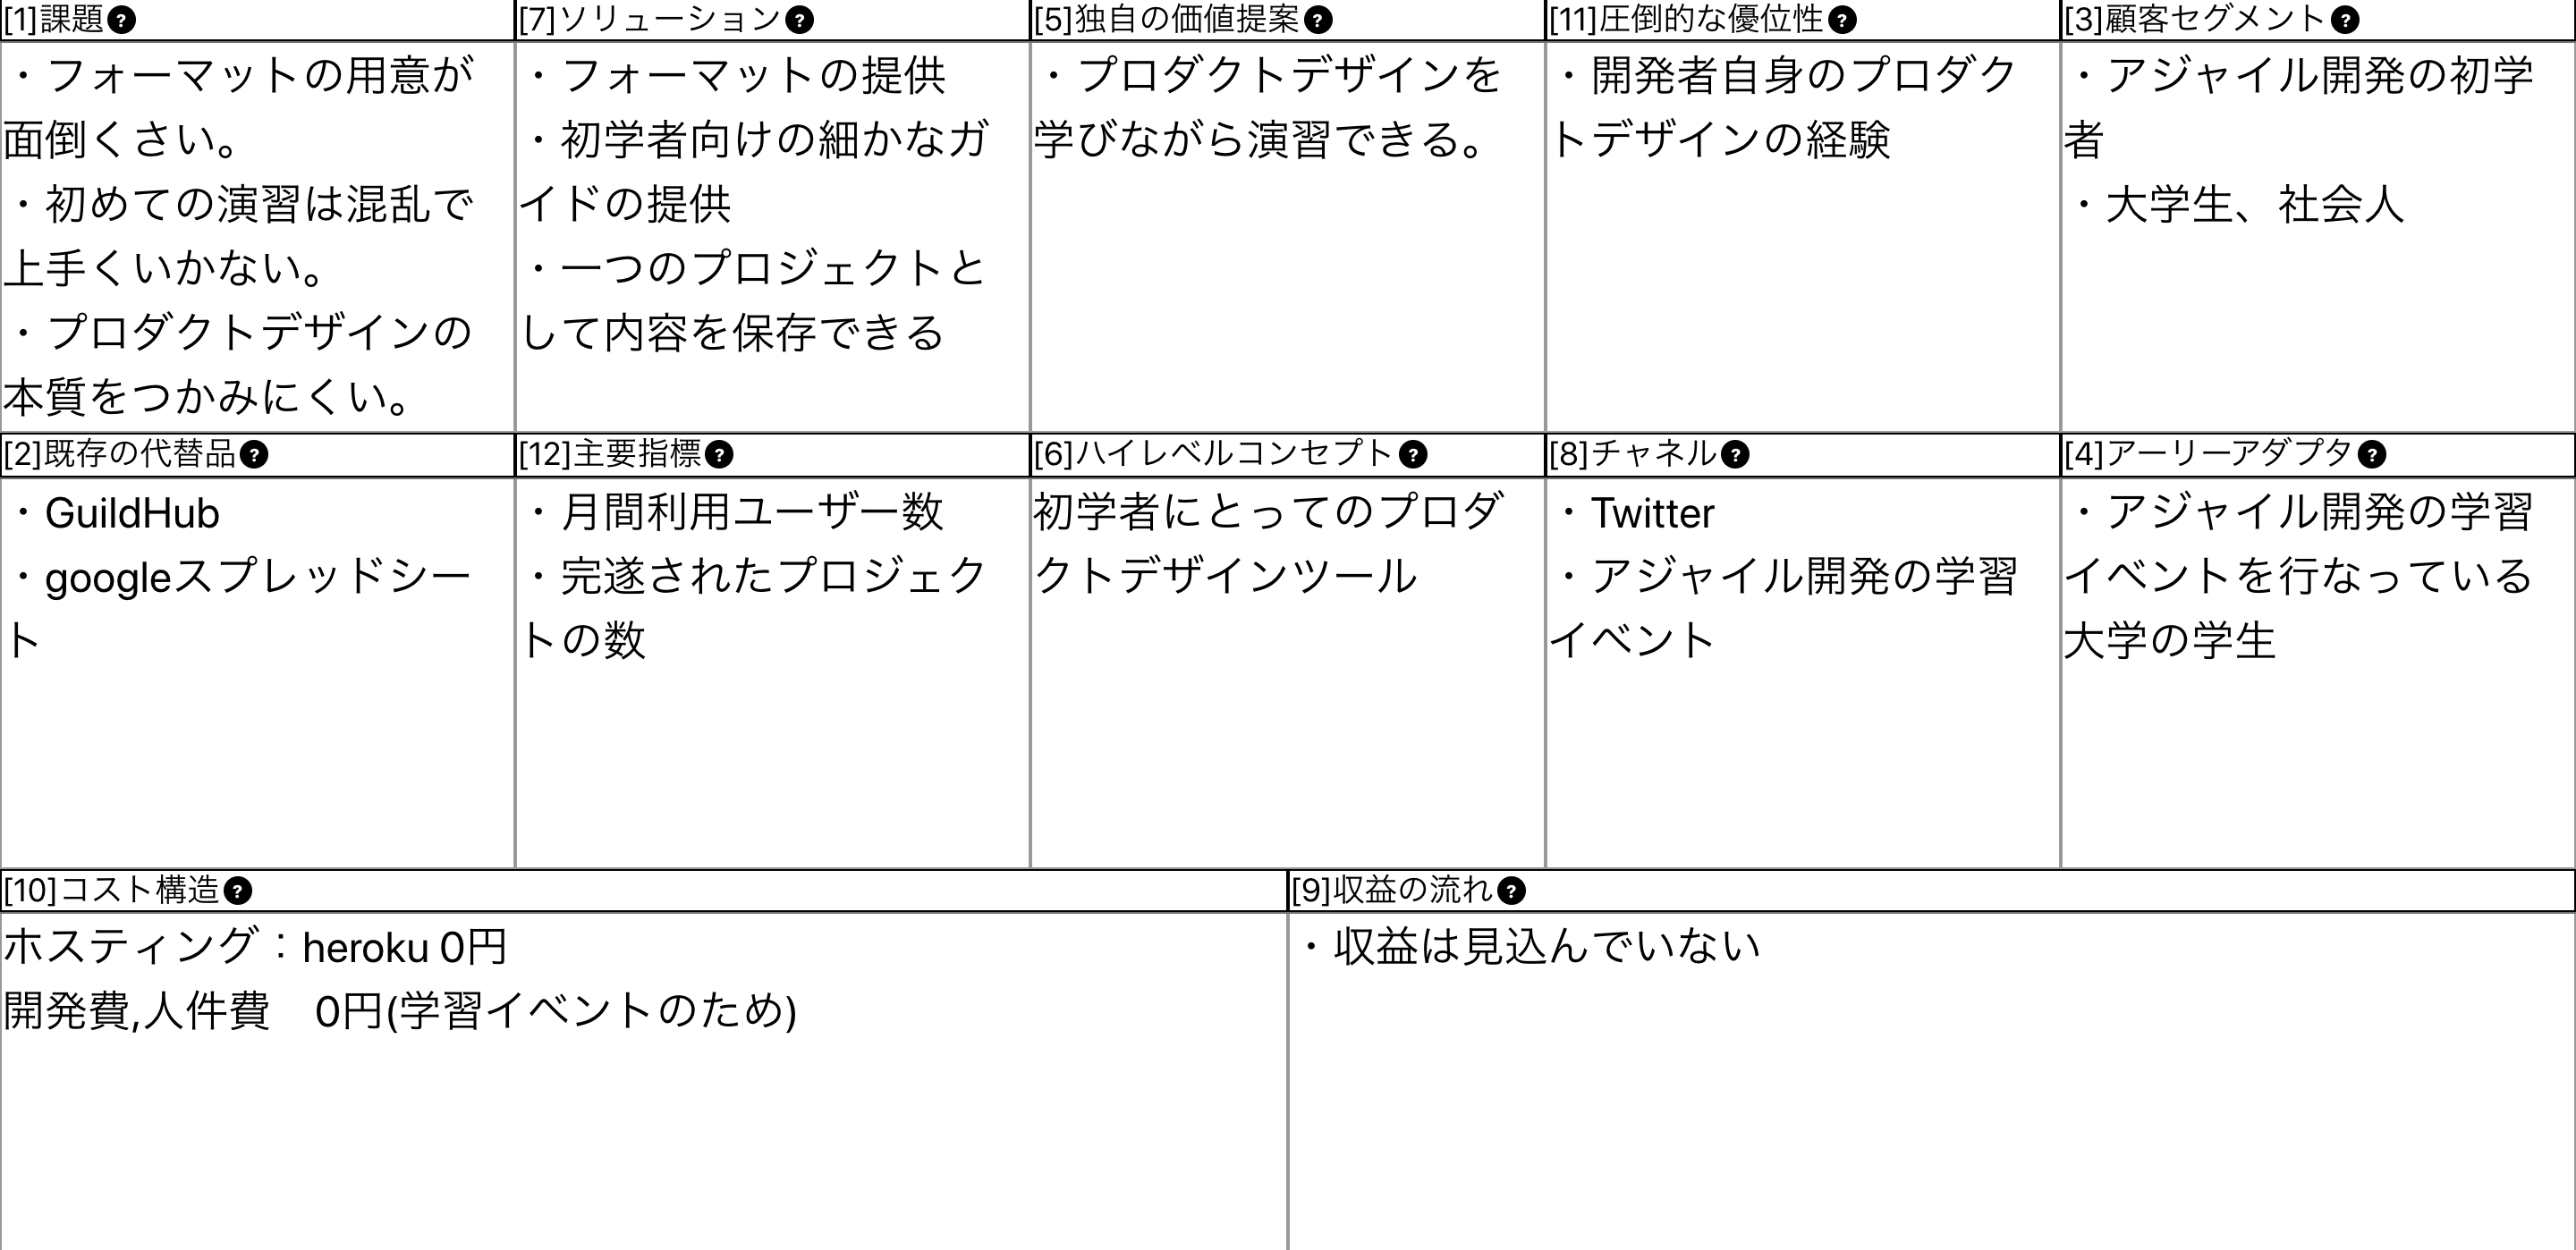 [1]課題?
・フォーマットの用意が
面倒くさい。
・初めての演習は混乱で
上手くいかない。
・プロダクトデザインの
本質をつかみにくい。
[7]ソリューション?
・フォーマットの提供
・初学者向けの細かなガ
イドの提供
・一つのプロジェクトと
して内容を保存できる
[5]独自の価値提案?
・プロダクトデザインを
学びながら演習できる。
[11]圧倒的な優位性?
・開発者自身のプロダク
トデザインの経験
[3]顧客セグメント?
・アジャイル開発の初学
者
・大学生、社会人
[2]既存の代替品?
・GuildHub
・googleスプレッドシー
ト
[12]主要指標?
・月間利用ユーザー数
・完遂されたプロジェク
トの数
[6]ハイレベルコンセプト?
初学者にとってのプロダ
クトデザインツール
[8]チャネル?
・Twitter
・アジャイル開発の学習
イベント
[4]アーリーアダプタ?
・アジャイル開発の学習
イベントを行なっている
大学の学生
[10]コスト構造?
ホスティング：heroku 0円
開発費,人件費　0円(学習イベントのため)
[9]収益の流れ?
・収益は見込んでいない